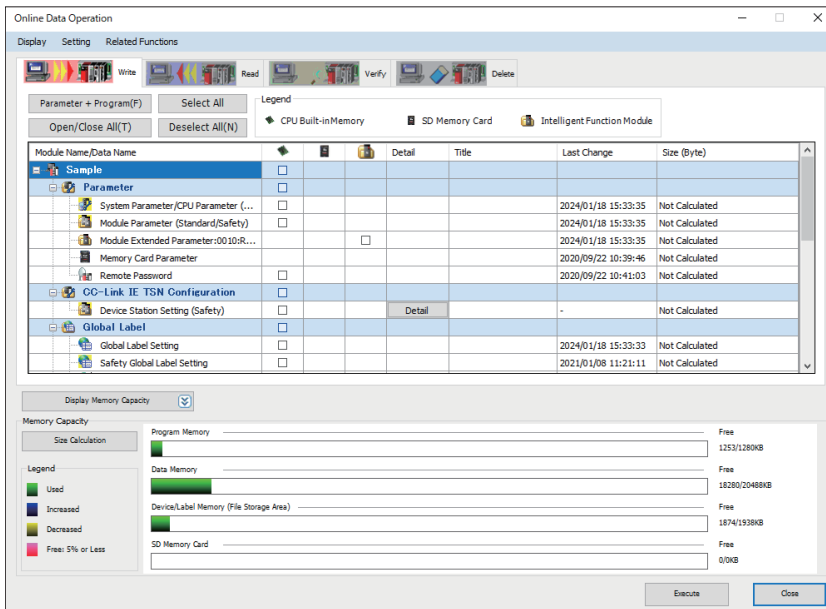 Online Data Operation
Display Setting Related Functions
Write Read Verify Delete
Parameter + Program(F) Select All Legend
Open/Close All(T) Deselect All(N) CPU Built-inMemory SD Memory Card Intelligent Function Module
Module Name/Data Name Detail Title Last Change Size (Byte)
Sample
Parameter
System Parameter/CPU Parameter (... 2024/01/18 15:33:35 Not Calculated
Module Parameter (Standard/Safety) 2024/01/18 15:33:35 Not Calculated
Module Extended Parameter:0010:R... 2024/01/18 15:33:35 Not Calculated
Memory Card Parameter 2020/09/22 10:39:46 Not Calculated
Remote Password 2020/09/22 10:41:03 Not Calculated
CC-Link IE TSN Configuration
Device Station Setting (Safety) Detail - Not Calculated
Global Label
Global Label Setting 2024/01/18 15:33:33 Not Calculated
Safety Global Label Setting 2021/01/08 11:21:11 Not Calculated
Display Memory Capacity
Memory Capacity
Size Calculation
Legend
Used
Increased
Decreased
Free: 5% or Less
Program Memory Free
1253/1280KB
Data Memory Free
18280/20488KB
Device/Label Memory (File Storage Area) Free
1874/1938KB
SD Memory Card Free
0/0KB
Execute Close